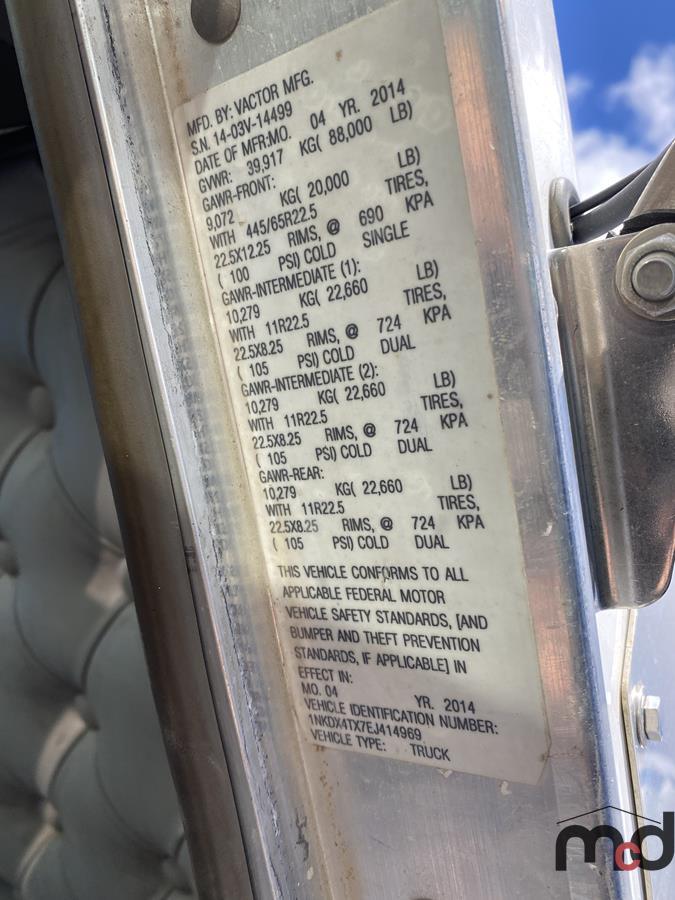 MFD. BY: VACTOR MFG.
S.N. 14-03V-14499
DATE OF MFR:MO. 04 YR. 2014
GVWR: 39,917 KG( 88,000 LB)
GAWR-FRONT:
9,072 KG( 20,000 LB)
WITH 445/65R22.5 TIRES,
22.5X12.25 RIMS, @ 690 KPA
( 100 PSI) COLD SINGLE
GAWR-INTERMEDIATE (1):
10,279 KG( 22,660 LB)
WITH 11R22.5 TIRES,
22.5X8.25 RIMS, @ 724 KPA
( 105 PSI) COLD DUAL
GAWR-INTERMEDIATE (2):
10,279 KG( 22,660 LB)
WITH 11R22.5 TIRES,
22.5X8.25 RIMS, @ 724 KPA
( 105 PSI) COLD DUAL
GAWR-REAR:
10,279 KG( 22,660 LB)
WITH 11R22.5 TIRES,
22.5X8.25 RIMS, @ 724 KPA
( 105 PSI) COLD DUAL
THIS VEHICLE CONFORMS TO ALL
APPLICABLE FEDERAL MOTOR
VEHICLE SAFETY STANDARDS, [AND
BUMPER AND THEFT PREVENTION
STANDARDS, IF APPLICABLE] IN
EFFECT IN:
MO. 04 YR. 2014
VEHICLE IDENTIFICATION NUMBER:
1NKDX4TX7EJ414969
VEHICLE TYPE: TRUCK
mcd